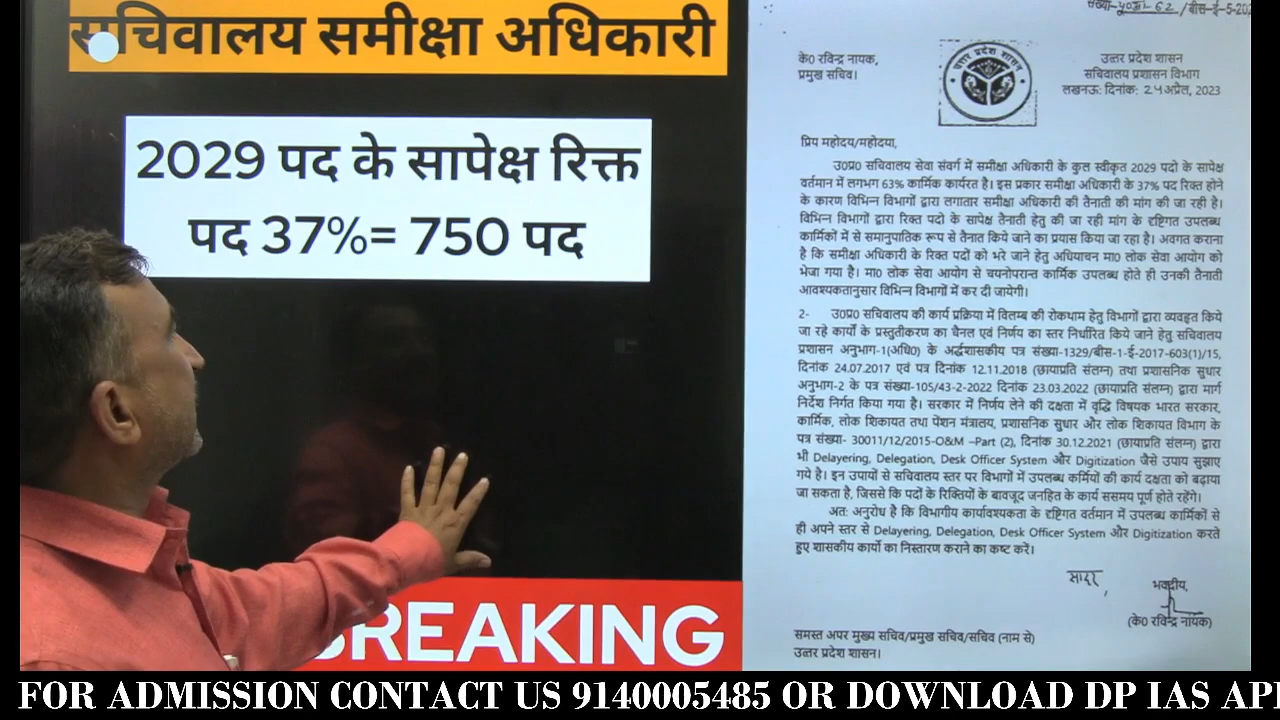 सचिवालय समीक्षा अधिकारी
2029 पद के सापेक्ष रिक्त
पद 37%= 750 पद
BREAKING
के0 रविन्द्र नायक,
प्रमुख सचिव।
उत्तर प्रदेश शासन
उत्तर प्रदेश शासन
सचिवालय प्रशासन विभाग
लखनऊ: दिनांक: 24 अप्रैल, 2023
प्रिय महोदय/महोदया,
उ0प्र0 सचिवालय सेवा संवर्ग में समीक्षा अधिकारी के कुल स्वीकृत 2029 पदो के सापेक्ष
वर्तमान में लगभग 63% कार्मिक कार्यरत है। इस प्रकार समीक्षा अधिकारी के 37% पद रिक्त होने
के कारण विभिन्न विभागों द्वारा लगातार समीक्षा अधिकारी की तैनाती की मांग की जा रही है।
विभिन्न विभागों द्वारा रिक्त पदो के सापेक्ष तैनाती हेतु की जा रही मांग के दृष्टिगत उपलब्ध
कार्मिकों में से समानुपातिक रूप से तैनात किये जाने का प्रयास किया जा रहा है। अवगत कराना
है कि समीक्षा अधिकारी के रिक्त पदों को भरे जाने हेतु अधियाचन मा0 लोक सेवा आयोग को
भेजा गया है। मा0 लोक सेवा आयोग से चयनोपरान्त कार्मिक उपलब्ध होते ही उनकी तैनाती
आवश्यकतानुसार विभिन्न विभागों में कर दी जायेगी।
2- उ0प्र0 सचिवालय की कार्य प्रक्रिया में विलम्ब की रोकथाम हेतु विभागों द्वारा व्यवहृत किये
जा रहे कार्यों के प्रस्तुतीकरण का चैनल एवं निर्णय का स्तर निर्धारित किये जाने हेतु सचिवालय
प्रशासन अनुभाग-1(अधि0) के अर्द्धशासकीय पत्र संख्या-1329/बीस-1-ई-2017-603(1)/15,
दिनांक 24.07.2017 एवं पत्र दिनांक 12.11.2018 (छायाप्रति संलग्न) तथा प्रशासनिक सुधार
अनुभाग-2 के पत्र संख्या-105/43-2-2022 दिनांक 23.03.2022 (छायाप्रति संलग्न) द्वारा मार्ग
निर्देश निर्गत किया गया है। सरकार में निर्णय लेने की दक्षता में वृद्धि विषयक भारत सरकार,
कार्मिक, लोक शिकायत तथा पेंशन मंत्रालय, प्रशासनिक सुधार और लोक शिकायत विभाग के
पत्र संख्या- 30011/12/2015-O&M –Part (2), दिनांक 30.12.2021 (छायाप्रति संलग्न) द्वारा
भी Delayering, Delegation, Desk Officer System और Digitization जैसे उपाय सुझाए
गये है। इन उपायों से सचिवालय स्तर पर विभागों में उपलब्ध कर्मियों की कार्य दक्षता को बढ़ाया
जा सकता है, जिससे कि पदों के रिक्तियों के बावजूद जनहित के कार्य ससमय पूर्ण होते रहेंगे।
अत: अनुरोध है कि विभागीय कार्यावश्यकता के दृष्टिगत वर्तमान में उपलब्ध कार्मिकों से
ही अपने स्तर से Delayering, Delegation, Desk Officer System और Digitization करते
हुए शासकीय कार्यो का निस्तारण कराने का कष्ट करें।
सादर
भवदीय,
(के0 रविन्द्र नायक)
समस्त अपर मुख्य सचिव/प्रमुख सचिव/सचिव (नाम से)
उत्तर प्रदेश शासन।
FOR ADMISSION CONTACT US 9140005485 OR DOWNLOAD DP IAS